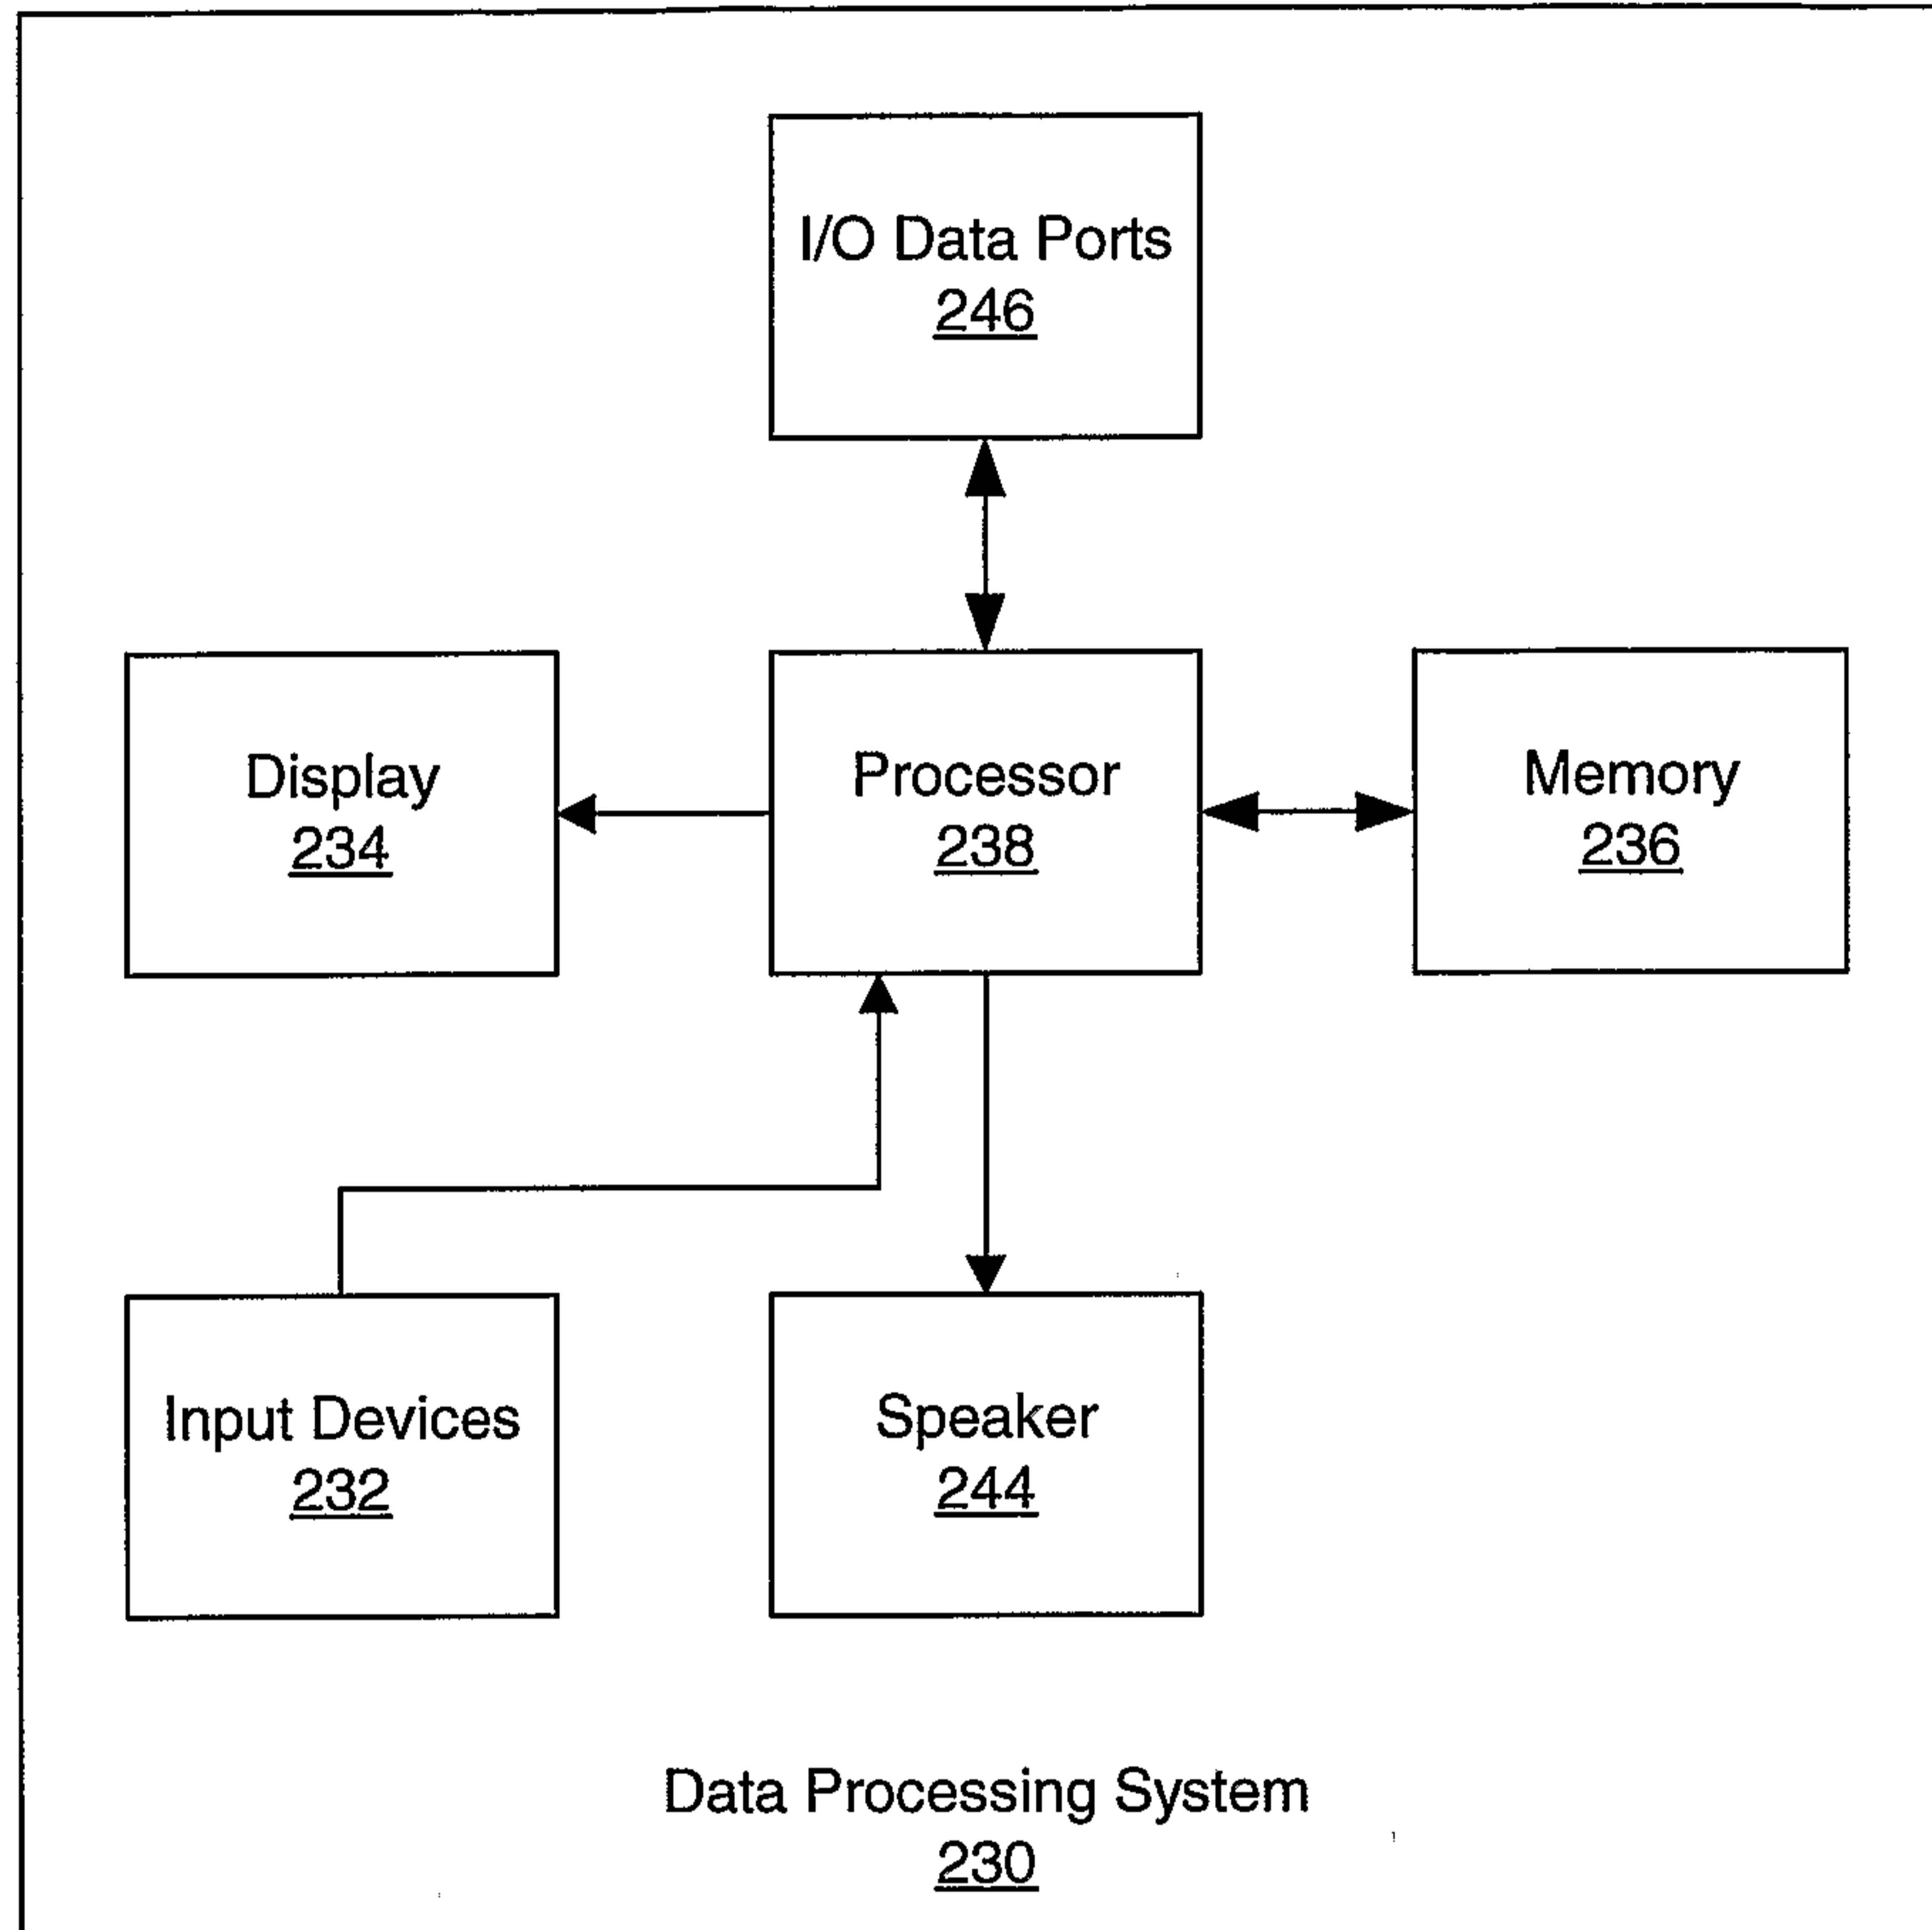 I/O Data Ports
246
Display
234
Processor
238
Memory
236
Input Devices
232
Speaker
244
Data Processing System
230